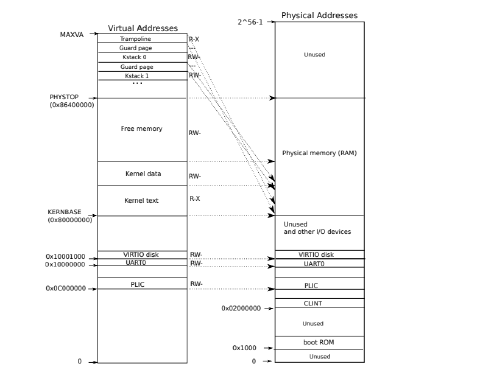 Virtual Addresses
MAXVA
Trampoline
R-X
Guard page
---
Kstack 0
RW-
Guard page
Kstack 1
RW-
...
PHYSTOP
(0x86400000)
Free memory
RW-
Kernel data
RW-
Kernel text
R-X
KERNBASE
(0x80000000)
0x10001000
VIRTIO disk
RW-
0x10000000
UART0
RW-
0x0C000000
PLIC
RW-
0
Physical Addresses
2^56-1
Unused
Physical memory (RAM)
Unused
and other I/O devices
VIRTIO disk
UART0
PLIC
CLINT
0x02000000
Unused
boot ROM
0x1000
Unused
0